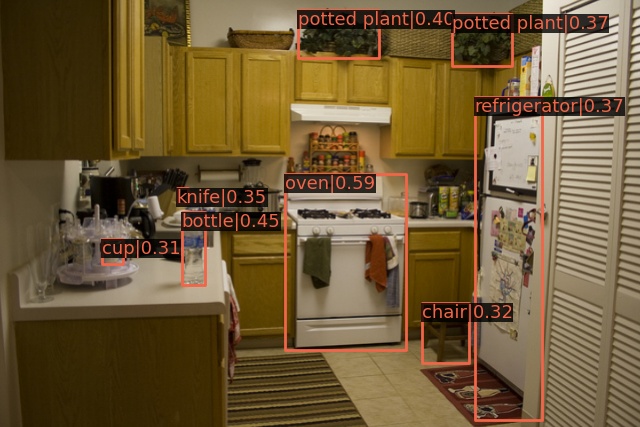 potted plant|0.40
potted plant|0.37
refrigerator|0.37
oven|0.59
knife|0.35
bottle|0.45
cup|0.31
chair|0.32